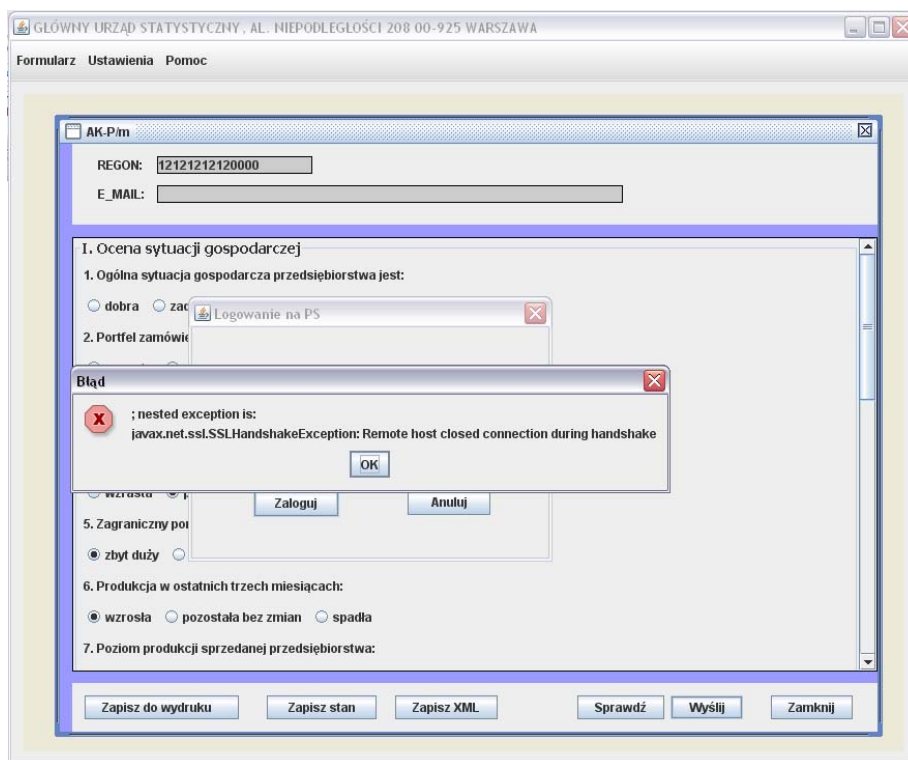 GŁÓWNY URZĄD STATYSTYCZNY, AL. NIEPODLEGŁOŚCI 208 00-925 WARSZAWA
Formularz Ustawienia Pomoc
AK-P/m
REGON: 12121212120000
E_MAIL:
I. Ocena sytuacji gospodarczej
1. Ogólna sytuacja gospodarcza przedsiębiorstwa jest:
dobra
Logowanie na PS
2. Portfel
Błąd
; nested exception is:
javax.net.ssl.SSLHandshakeException: Remote host closed connection during handshake
OK
Zaloguj Anuluj
5. Zagraniczny
zbyt duży
6. Produkcja w ostatnich trzech miesiącach:
wzrosła pozostała bez zmian spadła
7. Poziom produkcji sprzedanej przedsiębiorstwa:
Zapisz do wydruku Zapisz stan Zapisz XML Sprawdź Wyślij Zamknij